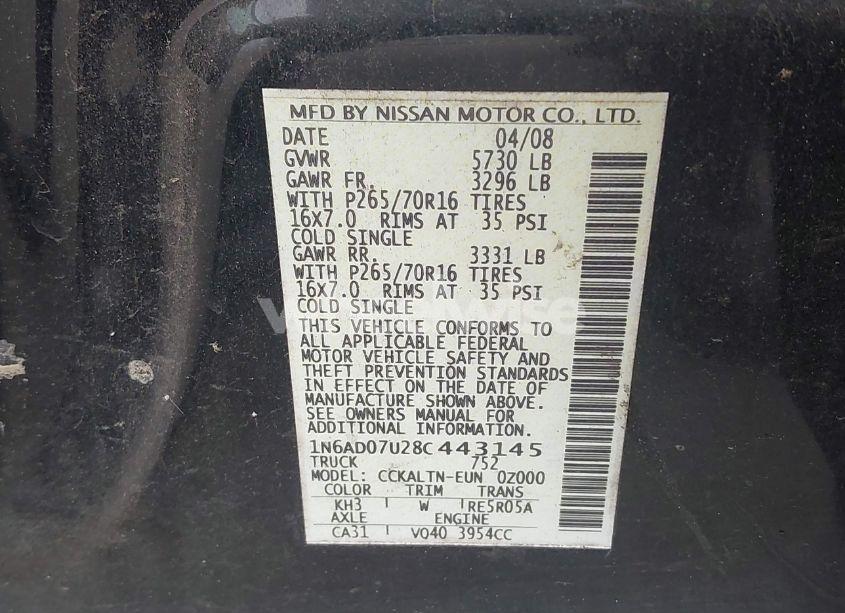 MFD BY NISSAN MOTOR CO., LTD.
DATE 04/08
GVWR 5730 LB
GAWR FR. 3296 LB
WITH P265/70R16 TIRES
16X7.0 RIMS AT 35 PSI
COLD SINGLE
GAWR RR. 3331 LB
WITH P265/70R16 TIRES
16X7.0 RIMS AT 35 PSI
COLD SINGLE
THIS VEHICLE CONFORMS TO
ALL APPLICABLE FEDERAL
MOTOR VEHICLE SAFETY AND
THEFT PREVENTION STANDARDS
IN EFFECT ON THE DATE OF
MANUFACTURE SHOWN ABOVE.
SEE OWNERS MANUAL FOR
ADDITIONAL INFORMATION.
1N6AD07U28C443145
TRUCK 752
MODEL: CCKALTN-EUN 0Z000
COLOR TRIM TRANS
KH3 W RE5R05A
AXLE ENGINE
CA31 VQ40 3954CC